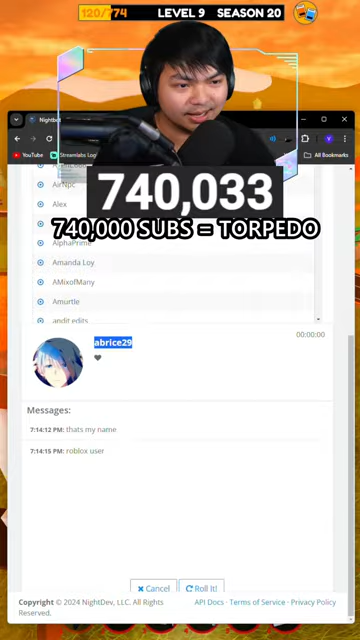 120/774 LEVEL 9 SEASON 20
Nightbot
YouTube Streamlabs Log All Bookmarks
AirNpc
740,033
Alex
740,000 SUBS = TORPEDO
AlphaPrime
Amanda Loy
AMixofMany
Amurtle
andit edits
00:00:00
abrice29
Messages:
7:14:12 PM: thats my name
7:14:15 PM: roblox user
Cancel Roll It!
Copyright © 2024 NightDev, LLC. All Rights Reserved.
API Docs · Terms of Service · Privacy Policy